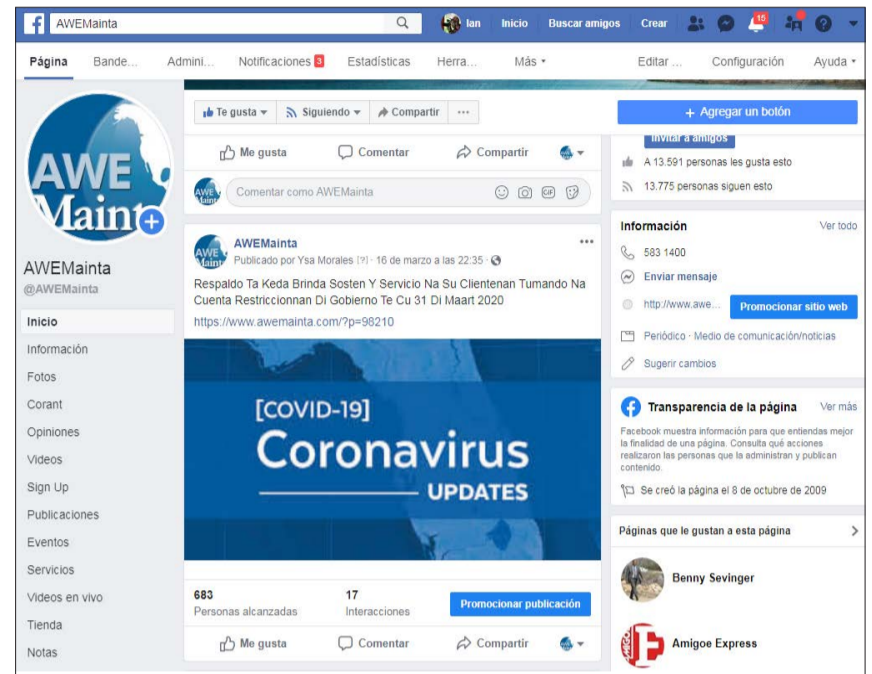 AWEMainta
Ian Inicio Buscar amigos Crear 15
Página Bande... Admini... Notificaciones 3 Estadísticas Herra... Más Editar ... Configuración Ayuda
AWE
Mainta
AWEMainta
@AWEMainta
Inicio
Información
Fotos
Corant
Opiniones
Videos
Sign Up
Publicaciones
Eventos
Servicios
Videos en vivo
Tienda
Notas
Te gusta Siguiendo Compartir ...
Me gusta Comentar Compartir
Comentar como AWEMainta
GIF
AWEMainta
Publicado por Ysa Morales [?] · 16 de marzo a las 22:35 ·
Respaldo Ta Keda Brinda Sosten Y Servicio Na Su Clientenan Tumando Na
Cuenta Restriccionnan Di Gobierno Te Cu 31 Di Maart 2020
https://www.awemainta.com/?p=98210
[COVID-19]
Coronavirus
UPDATES
683
Personas alcanzadas
17
Interacciones
Promocionar publicación
Me gusta Comentar Compartir
+ Agregar un botón
Invitar a amigos
A 13.591 personas les gusta esto
13.775 personas siguen esto
Información Ver todo
583 1400
Enviar mensaje
http://www.awe... Promocionar sitio web
Periódico · Medio de comunicación/noticias
Sugerir cambios
Transparencia de la página Ver más
Facebook muestra información para que entiendas mejor
la finalidad de una página. Consulta qué acciones
realizaron las personas que la administran y publican
contenido.
Se creó la página el 8 de octubre de 2009
Páginas que le gustan a esta página
Benny Sevinger
Amigoe Express